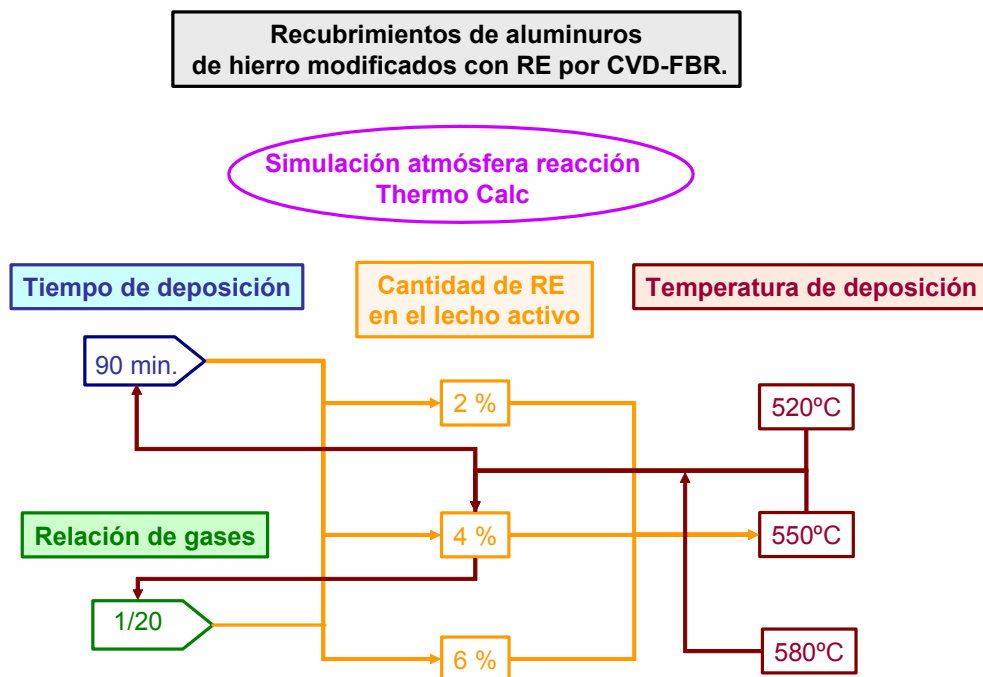 Recubrimientos de aluminuros
de hierro modificados con RE por CVD-FBR.
Simulación atmósfera reacción
Thermo Calc
Tiempo de deposición
Cantidad de RE
en el lecho activo
Temperatura de deposición
90 min.
2 %
520ºC
Relación de gases
4 %
550ºC
1/20
6 %
580ºC